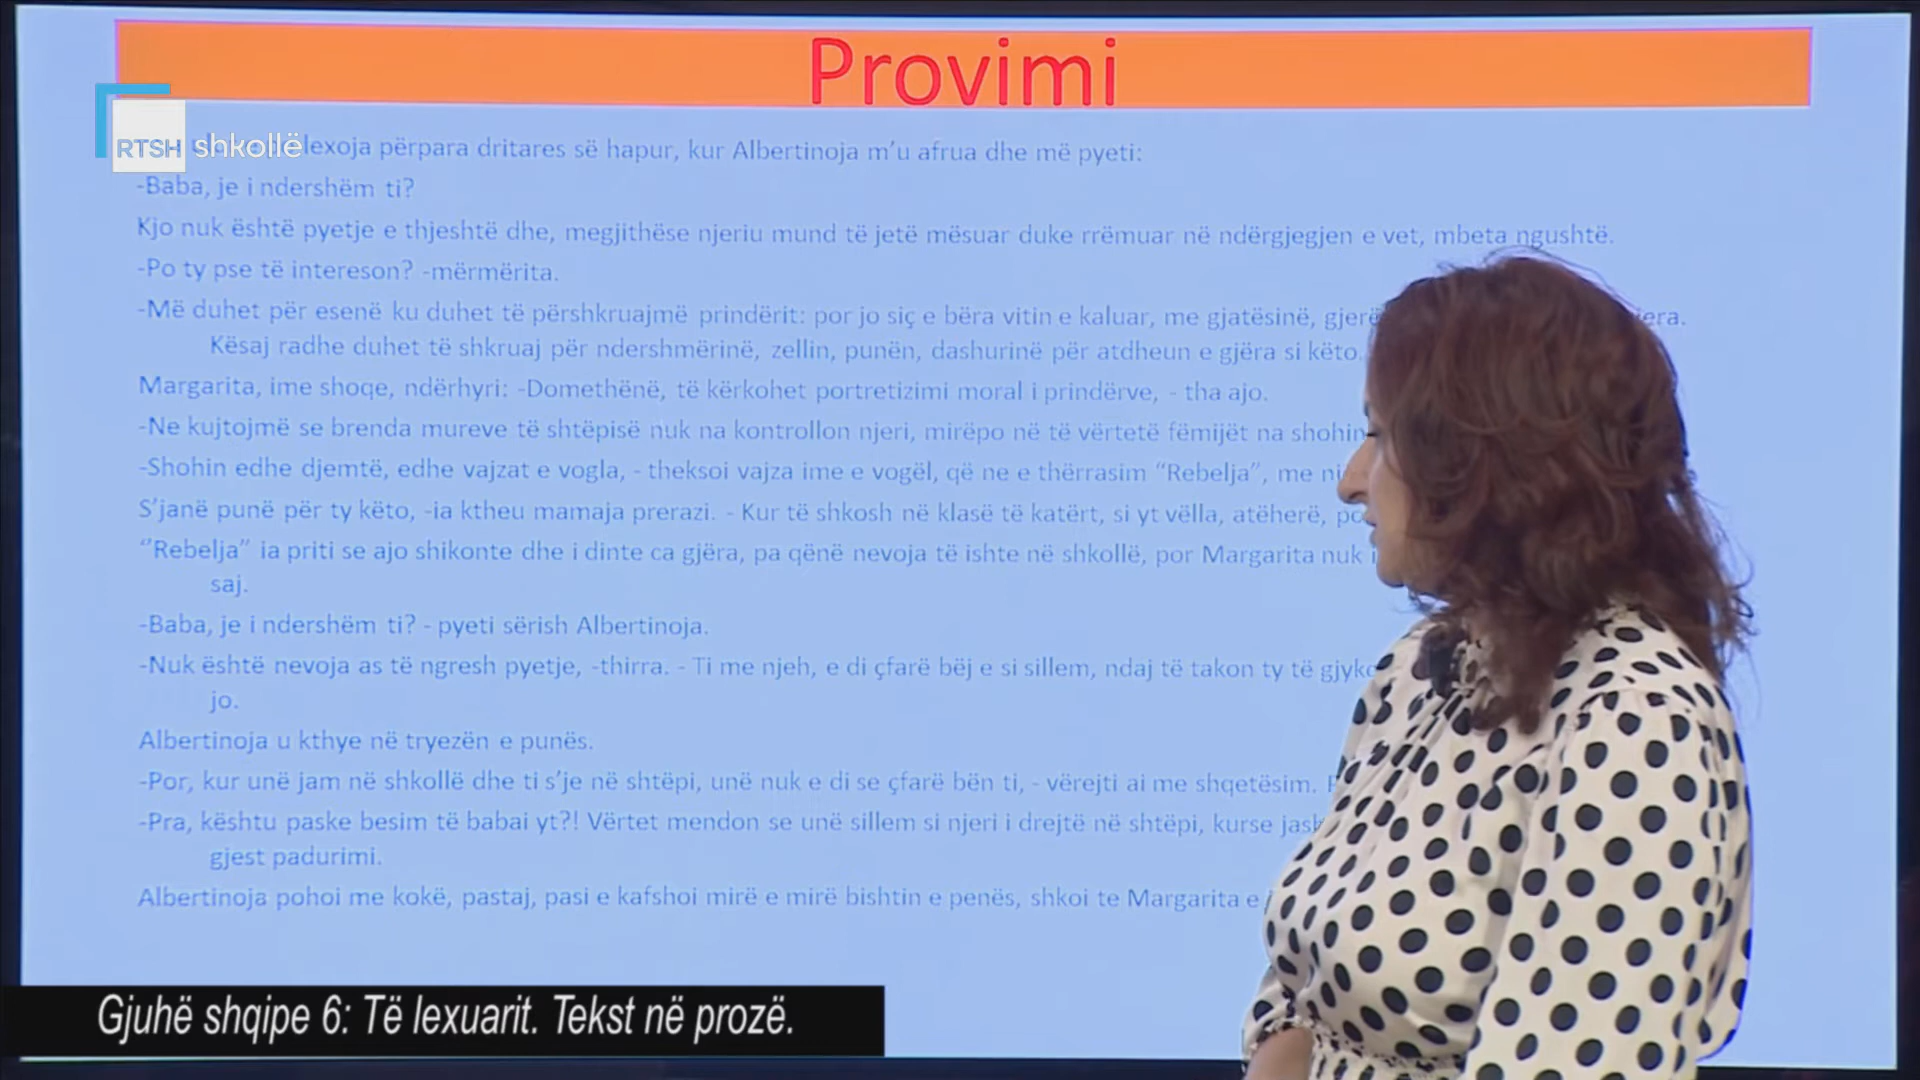 Provimi
RTSH shkollë
lexoja përpara dritares së hapur, kur Albertinoja m'u afrua dhe më pyeti:
-Baba, je i ndershëm ti?
Kjo nuk është pyetje e thjeshtë dhe, megjithëse njeriu mund të jetë mësuar duke rrëmuar në ndërgjegjen e vet, mbeta ngushtë.
-Po ty pse të intereson? -mërmërita.
-Më duhet për esenë ku duhet të përshkruajmë prindërit: por jo siç e bëra vitin e kaluar, me gjatësinë,
Kësaj radhe duhet të shkruaj për ndershmërinë, zellin, punën, dashurinë për atdheun e gjëra si këto.
Margarita, ime shoqe, ndërhyri: -Domethënë, të kërkohet portretizimi moral i prindërve, - tha ajo.
-Ne kujtojmë se brenda mureve të shtëpisë nuk na kontrollon njeri, mirëpo në të vërtetë fëmijët na shohin
-Shohin edhe djemtë, edhe vajzat e vogla, - theksoi vajza ime e vogël, që ne e thërrasim “Rebelja”, me
S'janë punë për ty këto, -ia ktheu mamaja prerazi. - Kur të shkosh në klasë të katërt, si yt vëlla, atëherë,
“Rebelja” ia priti se ajo shikonte dhe i dinte ca gjëra, pa qënë nevoja të ishte në shkollë, por Margarita nuk
saj.
-Baba, je i ndershëm ti? - pyeti sërish Albertinoja.
-Nuk është nevoja as të ngresh pyetje, -thirra. - Ti me njeh, e di çfarë bëj e si sillem, ndaj të takon ty të
jo.
Albertinoja u kthye në tryezën e punës.
-Por, kur unë jam në shkollë dhe ti s'je në shtëpi, unë nuk e di se çfarë bën ti, - vërejti ai me shqetësim.
-Pra, kështu paske besim të babai yt?! Vërtet mendon se unë sillem si njeri i drejtë në shtëpi, kurse
gjest padurimi.
Albertinoja pohoi me kokë, pastaj, pasi e kafshoi mirë e mirë bishtin e penës, shkoi te Margarita e
Gjuhë shqipe 6: Të lexuarit. Tekst në prozë.